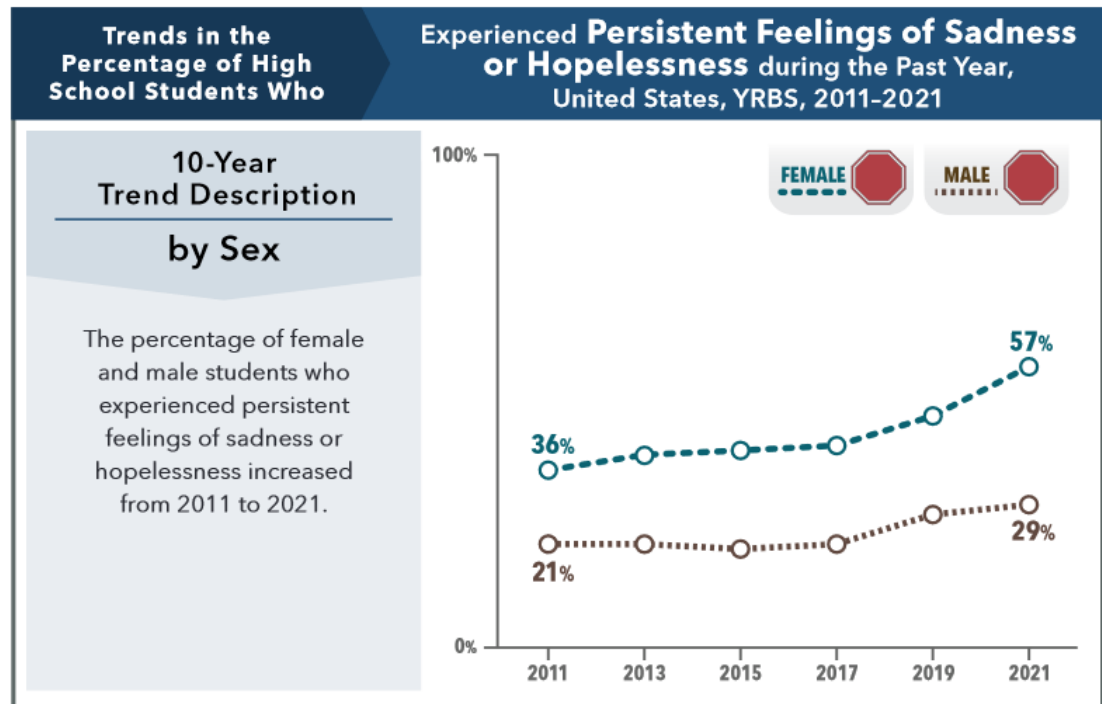 Trends in the
Percentage of High
School Students Who
Experienced Persistent Feelings of Sadness
or Hopelessness during the Past Year,
United States, YRBS, 2011–2021
10-Year
Trend Description
by Sex
The percentage of female
and male students who
experienced persistent
feelings of sadness or
hopelessness increased
from 2011 to 2021.
100%
FEMALE
MALE
57%
36%
29%
21%
0%
2011 2013 2015 2017 2019 2021